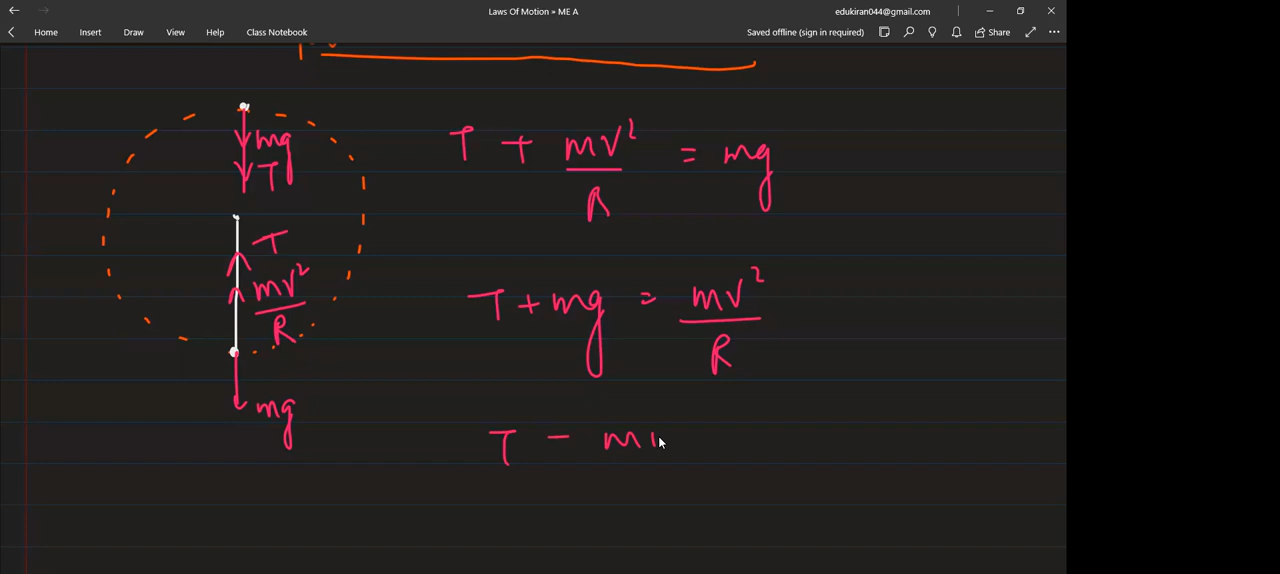 Laws Of Motion » ME A
edukiran044@gmail.com
Home Insert Draw View Help Class Notebook
Saved offline (sign in required)
Share
mg
T
T
mv²/R
mg
T + mv²/R = mg
T + mg = mv²/R
T - m